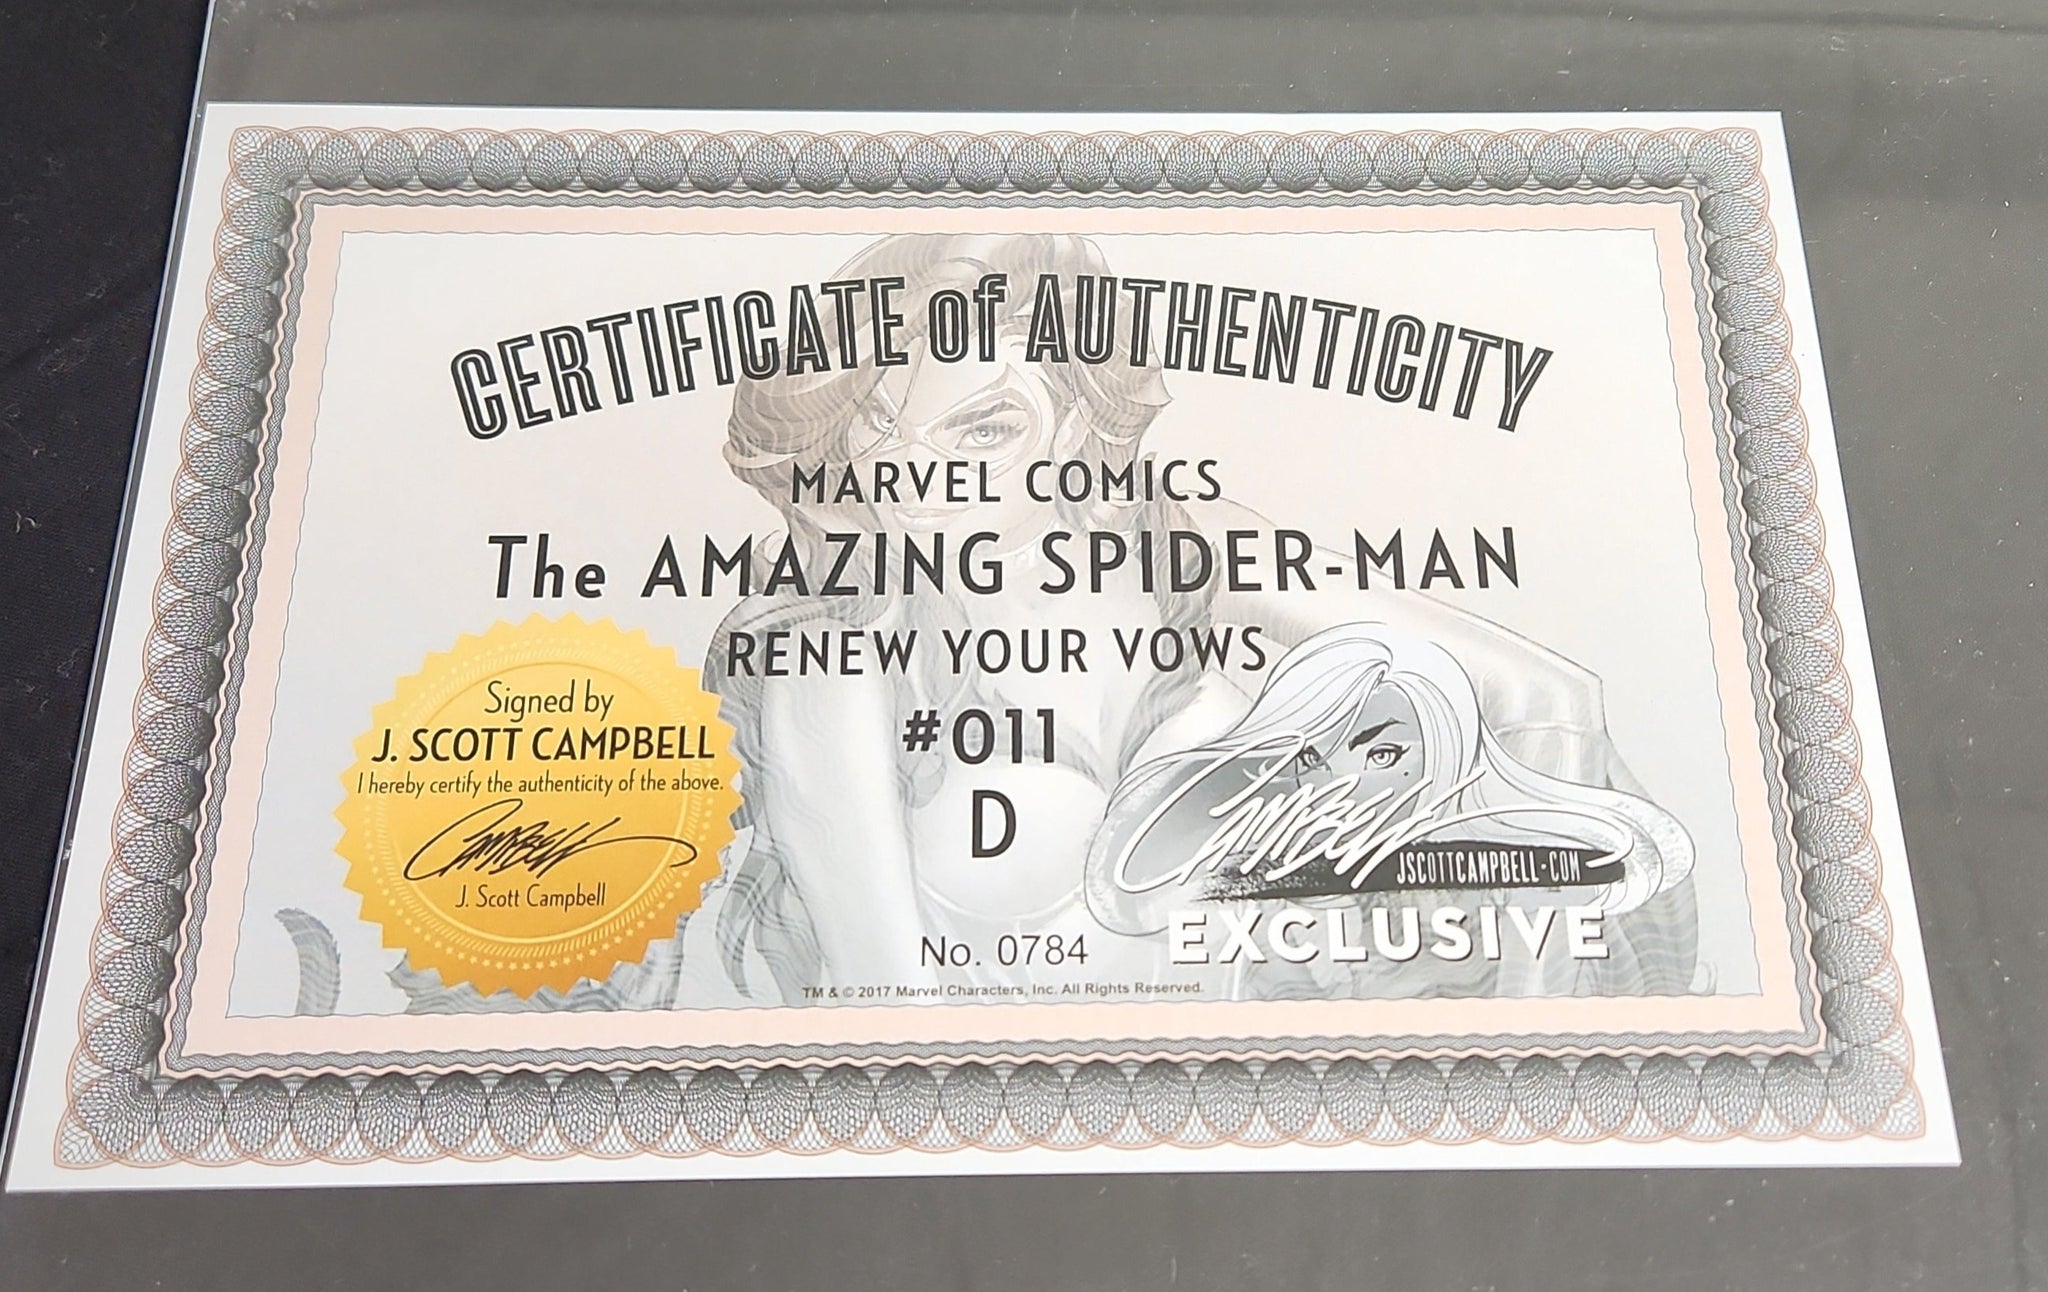 CERTIFICATE of AUTHENTICITY
MARVEL COMICS
The AMAZING SPIDER-MAN
RENEW YOUR VOWS
#011
D
No. 0784
TM & © 2017 Marvel Characters, Inc. All Rights Reserved.
Signed by
J. SCOTT CAMPBELL
I hereby certify the authenticity of the above.
CAMPBELL
J. Scott Campbell
CAMPBELL
JSCOTTCAMPBELL-COM
EXCLUSIVE